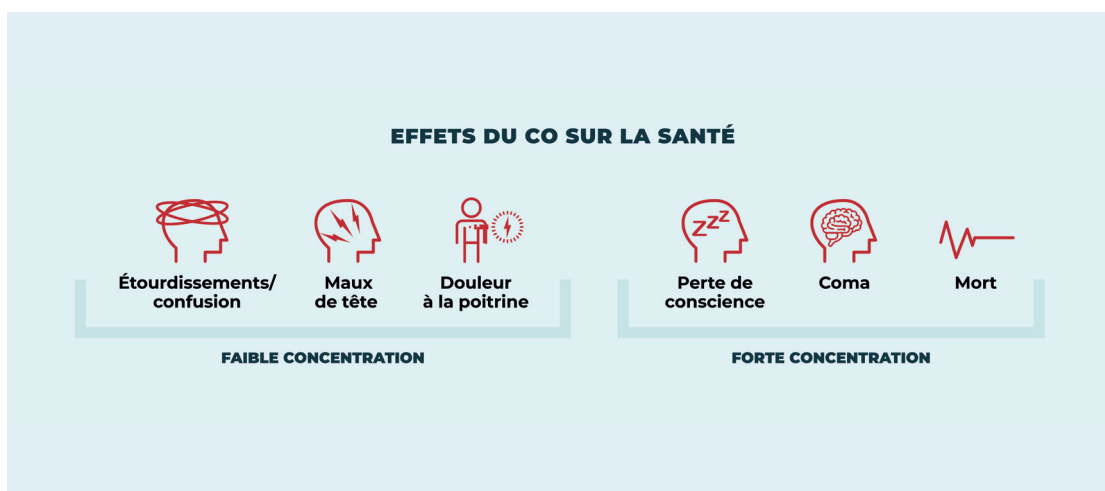 EFFETS DU CO SUR LA SANTÉ
zzz
Étourdissements/
confusion
Maux
de tête
Douleur
à la poitrine
FAIBLE CONCENTRATION
Perte de
conscience
Coma
Mort
FORTE CONCENTRATION